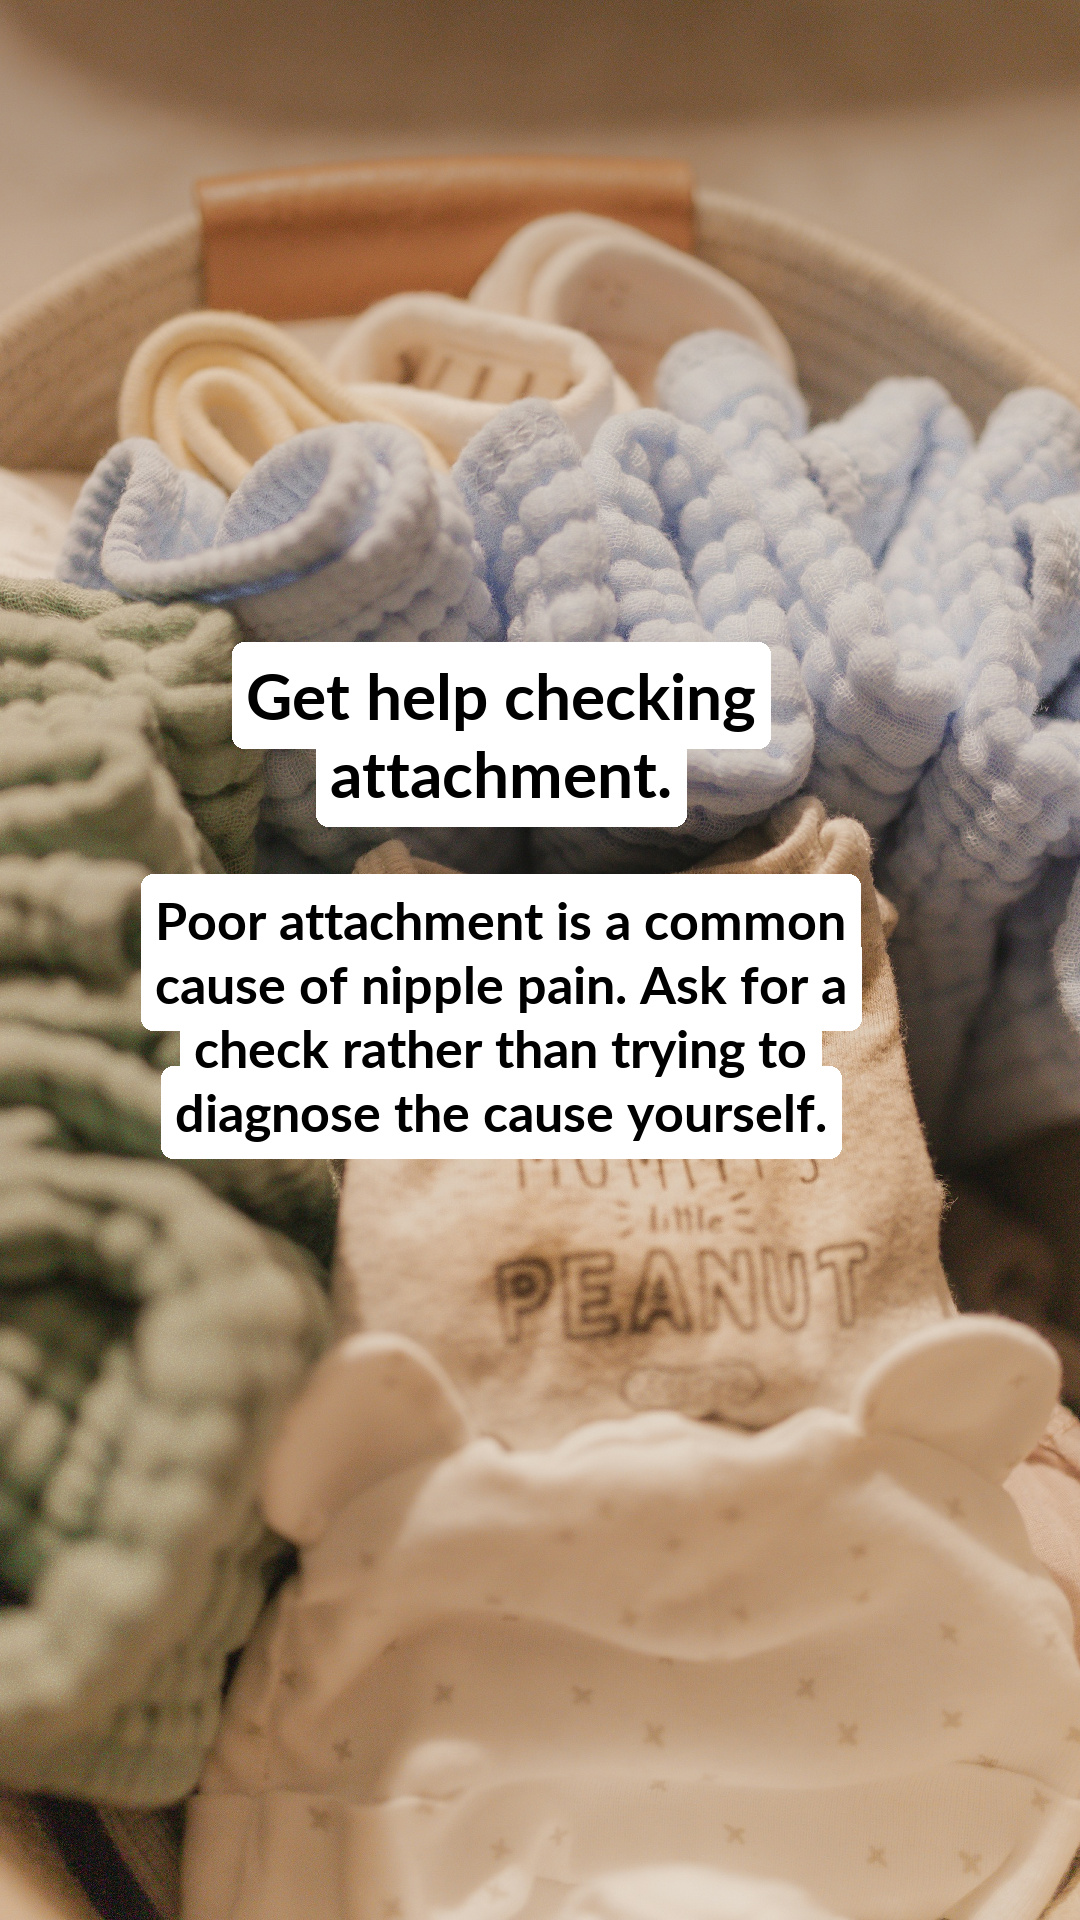 Get help checking
attachment.
Poor attachment is a common
cause of nipple pain. Ask for a
check rather than trying to
diagnose the cause yourself.
little
PEANUT